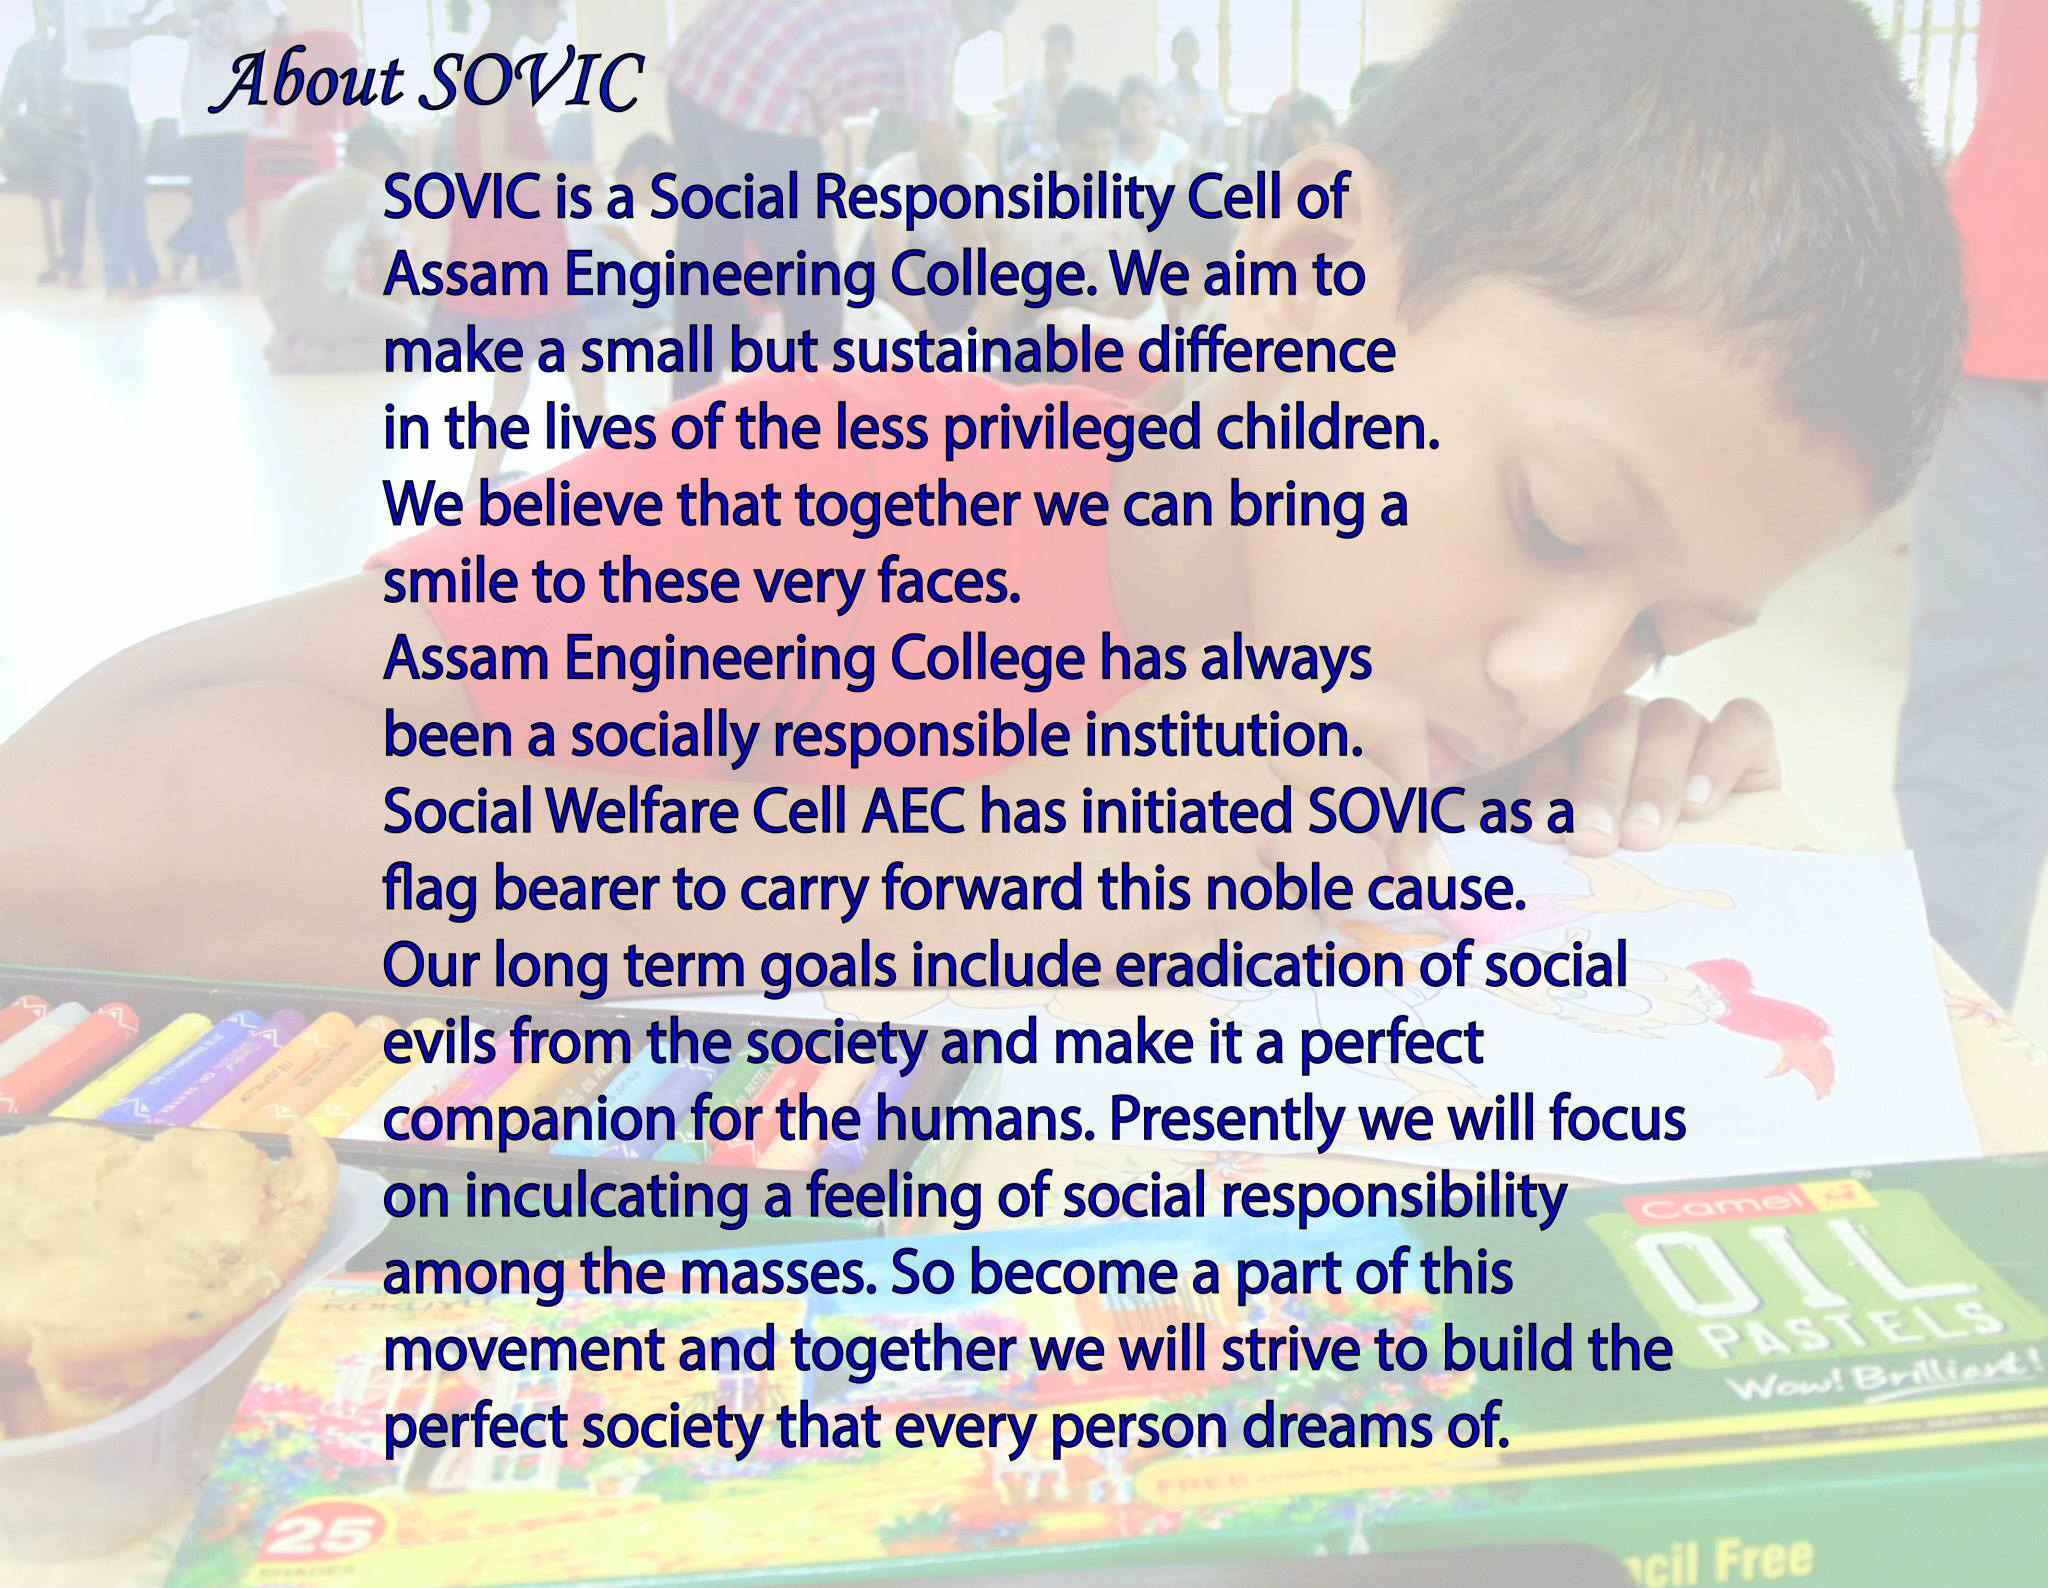 About SOVIC
SOVIC is a Social Responsibility Cell of
Assam Engineering College. We aim to
make a small but sustainable difference
in the lives of the less privileged children.
We believe that together we can bring a
smile to these very faces.
Assam Engineering College has always
been a socially responsible institution.
Social Welfare Cell AEC has initiated SOVIC as a
flag bearer to carry forward this noble cause.
Our long term goals include eradication of social
evils from the society and make it a perfect
companion for the humans. Presently we will focus
on inculcating a feeling of social responsibility
among the masses. So become a part of this
movement and together we will strive to build the
perfect society that every person dreams of.
Camel
OIL
PASTELS
Wow! Brilliant!
KOKUYO
FREE
25
SHADES
Free